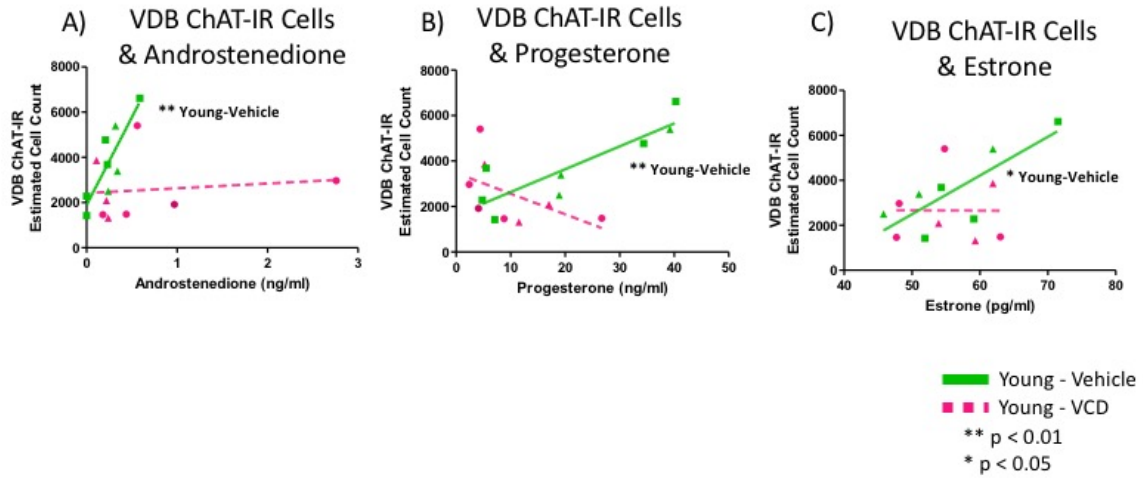 A)
VDB ChAT-IR Cells
& Androstenedione
VDB ChAT-IR
Estimated Cell Count
8000
6000
4000
2000
0
** Young-Vehicle
0
1
2
3
Androstenedione (ng/ml)
B)
VDB ChAT-IR Cells
& Progesterone
VDB ChAT-IR
Estimated Cell Count
8000
6000
4000
2000
0
** Young-Vehicle
0
10
20
30
40
50
Progesterone (ng/ml)
C)
VDB ChAT-IR Cells
& Estrone
VDB ChAT-IR
Estimated Cell Count
8000
6000
4000
2000
0
* Young-Vehicle
40
50
60
70
80
Estrone (pg/ml)
Young - Vehicle
Young - VCD
** p < 0.01
* p < 0.05